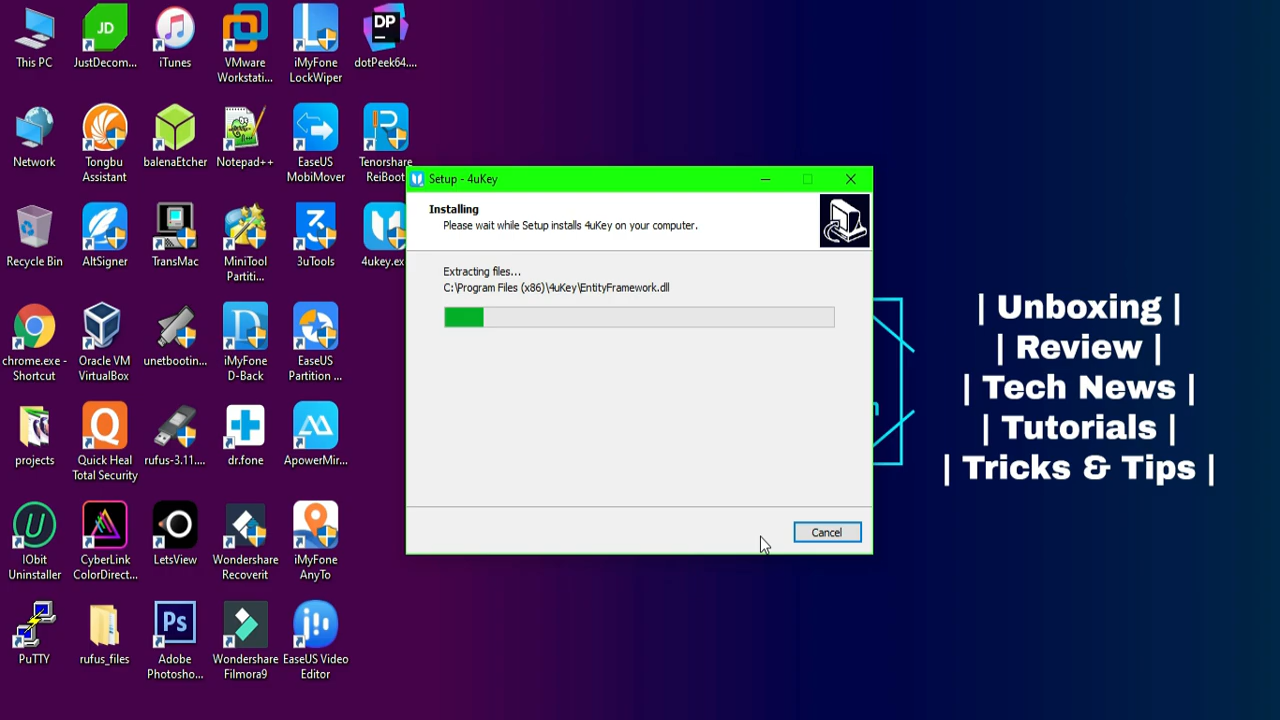 This PC
JustDecom...
iTunes
VMware
Workstati...
iMyFone
LockWiper
DP
dotPeek64....
JD
Network
Tongbu
Assistant
balenaEtcher
Notepad++
EaseUS
MobiMover
Tenorshare
ReiBoot
Recycle Bin
AltSigner
TransMac
MiniTool
Partiti...
3uTools
4ukey.ex
chrome.exe -
Shortcut
Oracle VM
VirtualBox
unetbootin...
iMyFone
D-Back
EaseUS
Partition ...
projects
Quick Heal
Total Security
rufus-3.11....
dr.fone
ApowerMir...
IObit
Uninstaller
CyberLink
ColorDirect...
LetsView
Wondershare
Recoverit
iMyFone
AnyTo
PuTTY
rufus_files
Ps
Adobe
Photosho...
Wondershare
Filmora9
EaseUS Video
Editor
Setup - 4uKey
Installing
Please wait while Setup installs 4uKey on your computer.
Extracting files...
C:\Program Files (x86)\4uKey\EntityFramework.dll
Cancel
| Unboxing |
| Review |
| Tech News |
| Tutorials |
| Tricks & Tips |